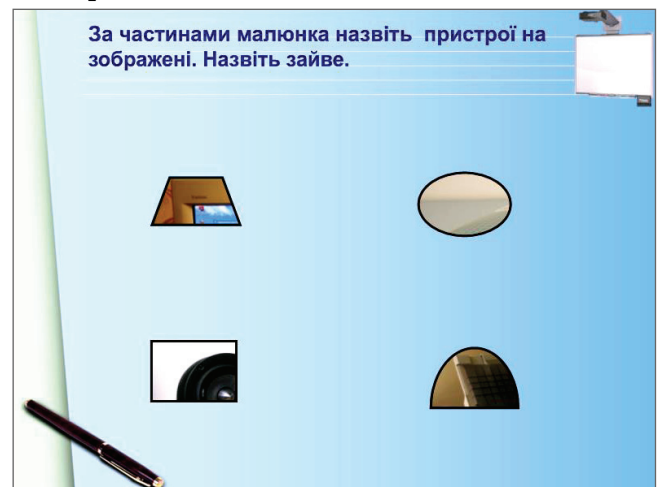 За частинами малюнка назвіть пристрої на
зображені. Назвіть зайве.